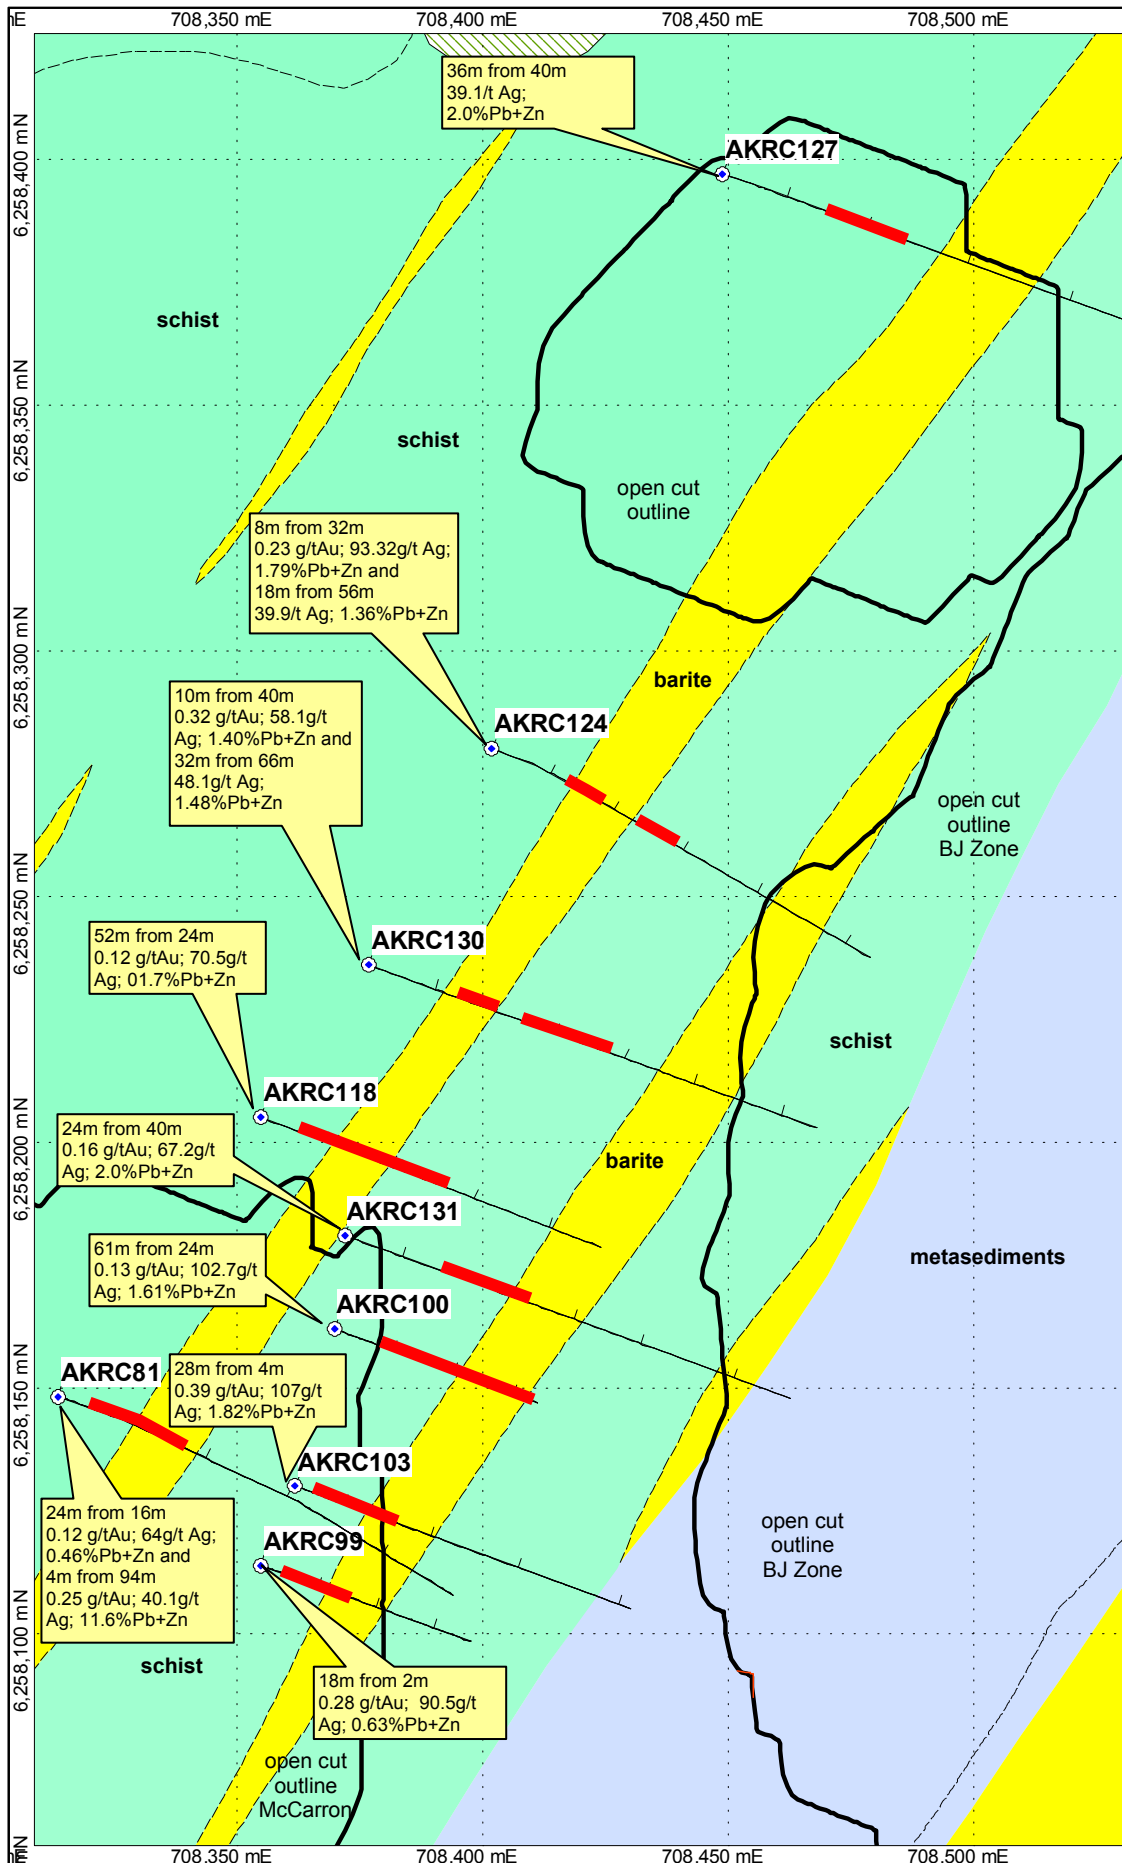 mE
708,350 mE
708,400 mE
708,450 mE
708,500 mE
36m from 40m
39.1/t Ag;
2.0%Pb+Zn
AKRC127
6,258,400 mN
schist
6,258,350 mN
schist
open cut
outline
8m from 32m
0.23 g/tAu; 93.32g/t Ag;
1.79%Pb+Zn and
18m from 56m
39.9/t Ag; 1.36%Pb+Zn
6,258,300 mN
barite
10m from 40m
0.32 g/tAu; 58.1g/t
Ag; 1.40%Pb+Zn and
32m from 66m
48.1g/t Ag;
1.48%Pb+Zn
AKRC124
open cut
outline
BJ Zone
6,258,250 mN
52m from 24m
0.12 g/tAu; 70.5g/t
Ag; 01.7%Pb+Zn
AKRC130
schist
AKRC118
6,258,200 mN
24m from 40m
0.16 g/tAu; 67.2g/t
Ag; 2.0%Pb+Zn
barite
AKRC131
61m from 24m
0.13 g/tAu; 102.7g/t
Ag; 1.61%Pb+Zn
metasediments
AKRC100
6,258,150 mN
AKRC81
28m from 4m
0.39 g/tAu; 107g/t
Ag; 1.82%Pb+Zn
AKRC103
24m from 16m
0.12 g/tAu; 64g/t Ag;
0.46%Pb+Zn and
4m from 94m
0.25 g/tAu; 40.1g/t
Ag; 11.6%Pb+Zn
AKRC99
open cut
outline
BJ Zone
6,258,100 mN
schist
18m from 2m
0.28 g/tAu; 90.5g/t
Ag; 0.63%Pb+Zn
open cut
outline
McCarron
mN
mE
708,350 mE
708,400 mE
708,450 mE
708,500 mE